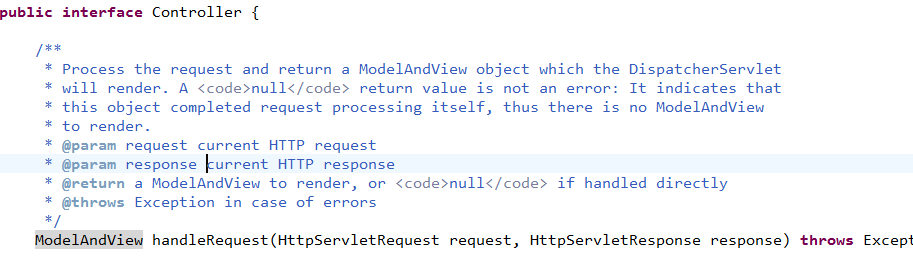 public interface Controller {
/**
* Process the request and return a ModelAndView object which the DispatcherServlet
* will render. A <code>null</code> return value is not an error: It indicates that
* this object completed request processing itself, thus there is no ModelAndView
* to render.
* @param request current HTTP request
* @param response current HTTP response
* @return a ModelAndView to render, or <code>null</code> if handled directly
* @throws Exception in case of errors
*/
ModelAndView handleRequest(HttpServletRequest request, HttpServletResponse response) throws Except